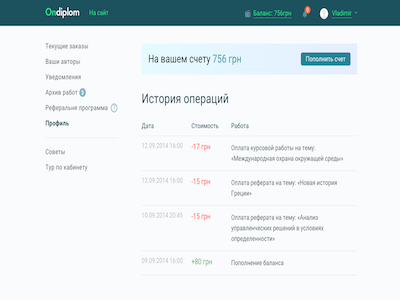 Ondiplom На сайт Баланс: 756грн Vladimir
Текущие заказы
Ваши авторы
Уведомления
Архив работ 3
Реферальня программа ?
Профиль
Советы
Тур по кабинету
На вашем счету 756 грн Пополнить счет
История операций
Дата Стоимость Работа
12.09.2014 16:00 -17 грн Оплата курсовой работы на тему:
«Международная охрана окружащей среды»
12.09.2014 16:00 -15 грн Оплата реферата на тему: «Новая история
Греции»
10.09.2014 20:45 -15 грн Оплата реферата на тему: «Анализ
управленческих решений в условиях
определенности»
09.09.2014 16:00 +80 грн Пополнение баланса